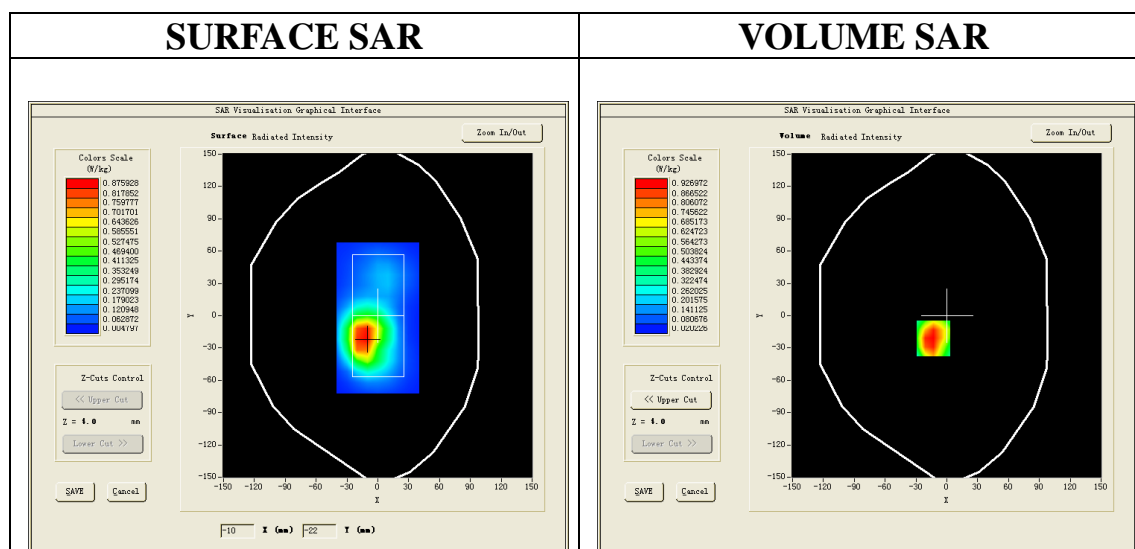 SURFACE SAR
VOLUME SAR
SAR Visualisation Graphical Interface
Surface Radiated Intensity
Zoom In/Out
Colors Scale
(W/kg)
0.875928
0.817852
0.759777
0.701701
0.643626
0.585551
0.527475
0.469400
0.411325
0.353249
0.295174
0.237099
0.179023
0.120948
0.062872
0.004797
150
120
90
60
30
0
-30
-60
-90
-120
-150
Y
-150 -120 -90 -60 -30 0 30 60 90 120 150
X
Z-Cuts Control
<< Upper Cut
Z = 4.0 mm
Lower Cut >>
SAVE Cancel
-10 X (mm) -22 Y (mm)
SAR Visualisation Graphical Interface
Volume Radiated Intensity
Zoom In/Out
Colors Scale
(W/kg)
0.926972
0.866522
0.806072
0.745622
0.685173
0.624723
0.564273
0.503824
0.443374
0.382924
0.322474
0.262025
0.201575
0.141125
0.080676
0.020226
150
120
90
60
30
0
-30
-60
-90
-120
-150
Y
-150 -120 -90 -60 -30 0 30 60 90 120 150
X
Z-Cuts Control
<< Upper Cut
Z = 4.0 mm
Lower Cut >>
SAVE Cancel